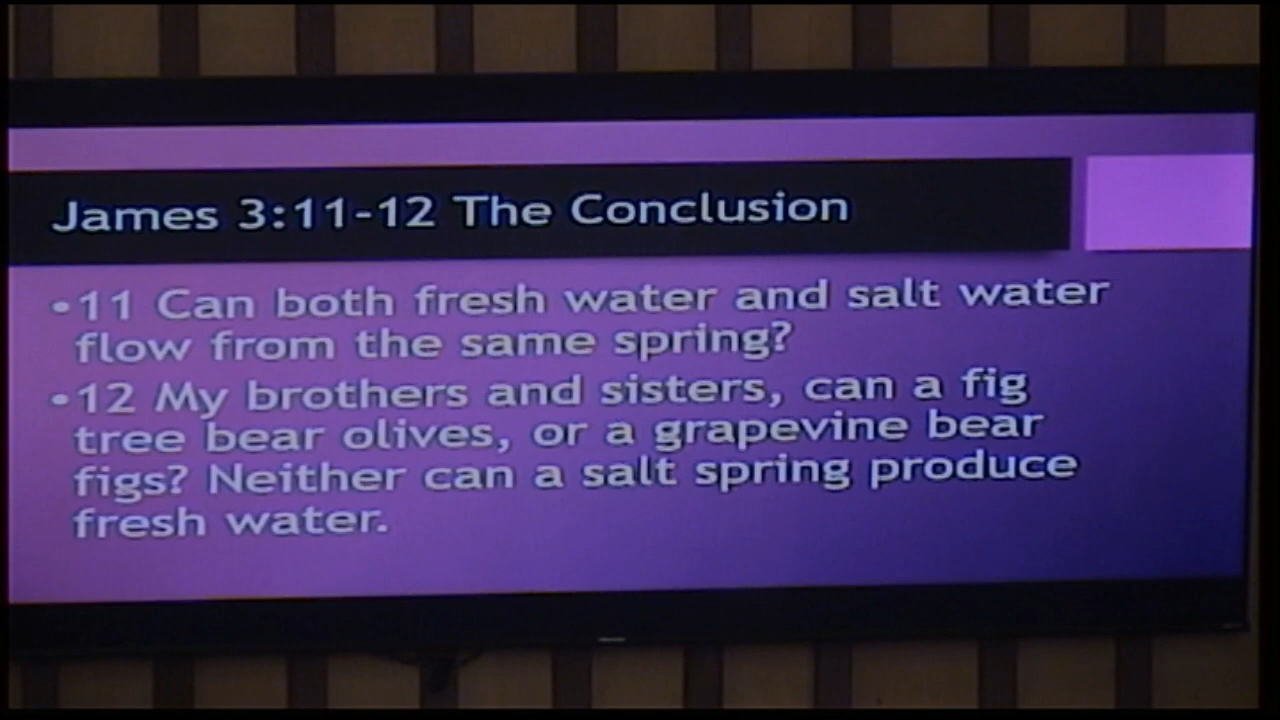 James 3:11-12 The Conclusion
•11 Can both fresh water and salt water
flow from the same spring?
•12 My brothers and sisters, can a fig
tree bear olives, or a grapevine bear
figs? Neither can a salt spring produce
fresh water.